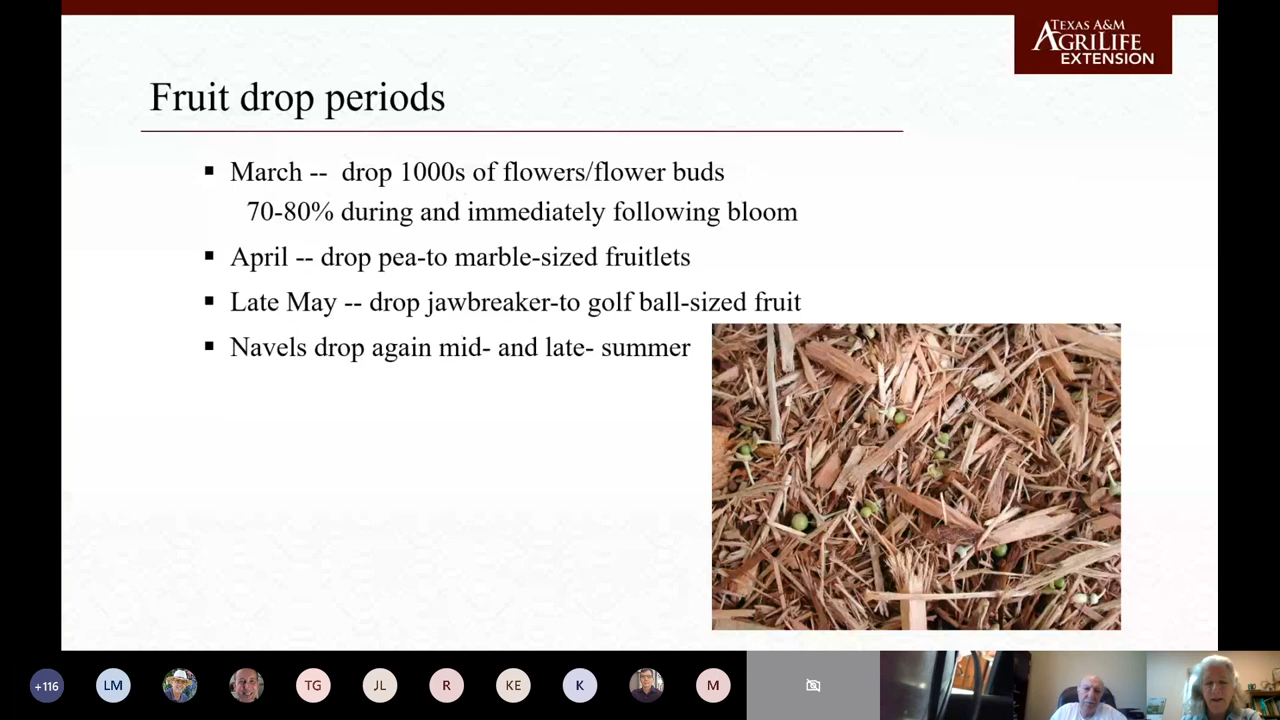 TEXAS A&M
AGRILIFE
EXTENSION
Fruit drop periods
▪ March -- drop 1000s of flowers/flower buds
70-80% during and immediately following bloom
▪ April -- drop pea-to marble-sized fruitlets
▪ Late May -- drop jawbreaker-to golf ball-sized fruit
▪ Navels drop again mid- and late- summer
+116
LM
TG
JL
R
KE
K
M